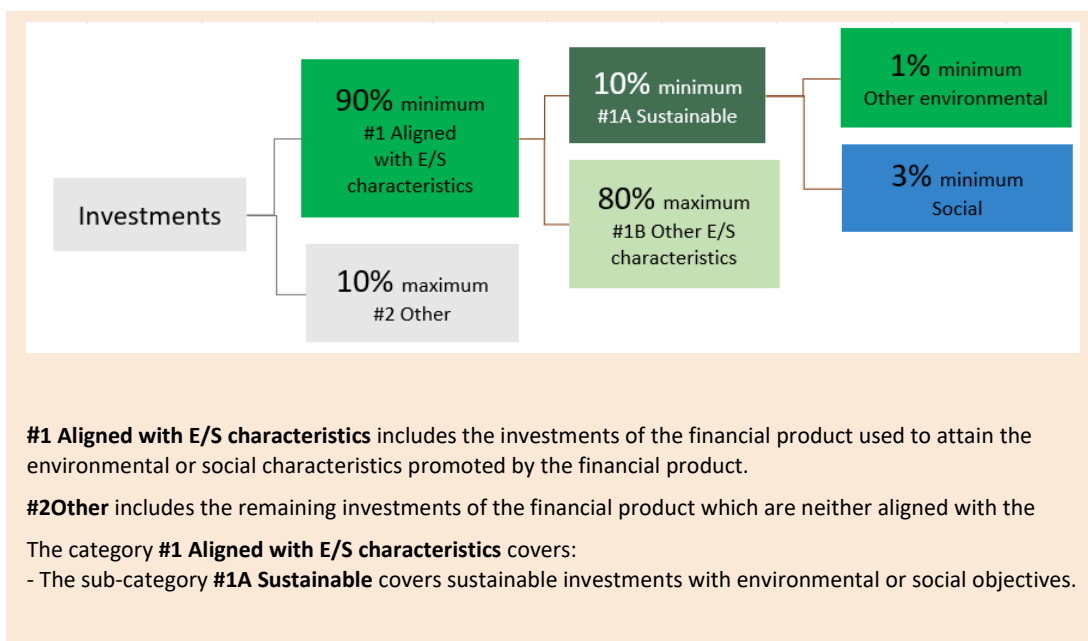 Investments
90% minimum
#1 Aligned
with E/S
characteristics
10% maximum
#2 Other
10% minimum
#1A Sustainable
80% maximum
#1B Other E/S
characteristics
1% minimum
Other environmental
3% minimum
Social
#1 Aligned with E/S characteristics includes the investments of the financial product used to attain the
environmental or social characteristics promoted by the financial product.
#2Other includes the remaining investments of the financial product which are neither aligned with the
The category #1 Aligned with E/S characteristics covers:
- The sub-category #1A Sustainable covers sustainable investments with environmental or social objectives.